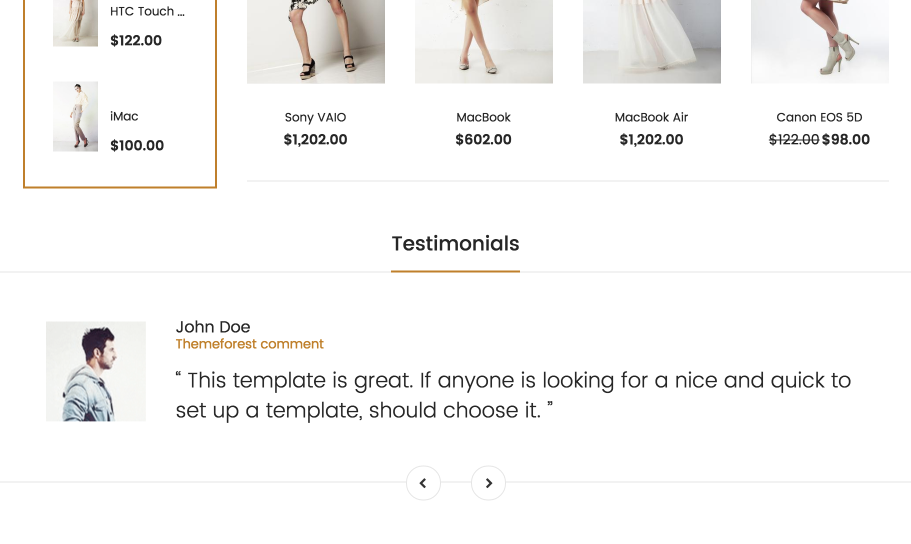 HTC Touch ...
$122.00
iMac
$100.00
Sony VAIO
$1,202.00
MacBook
$602.00
MacBook Air
$1,202.00
Canon EOS 5D
$122.00 $98.00
Testimonials
John Doe
Themeforest comment
“ This template is great. If anyone is looking for a nice and quick to
set up a template, should choose it. ”